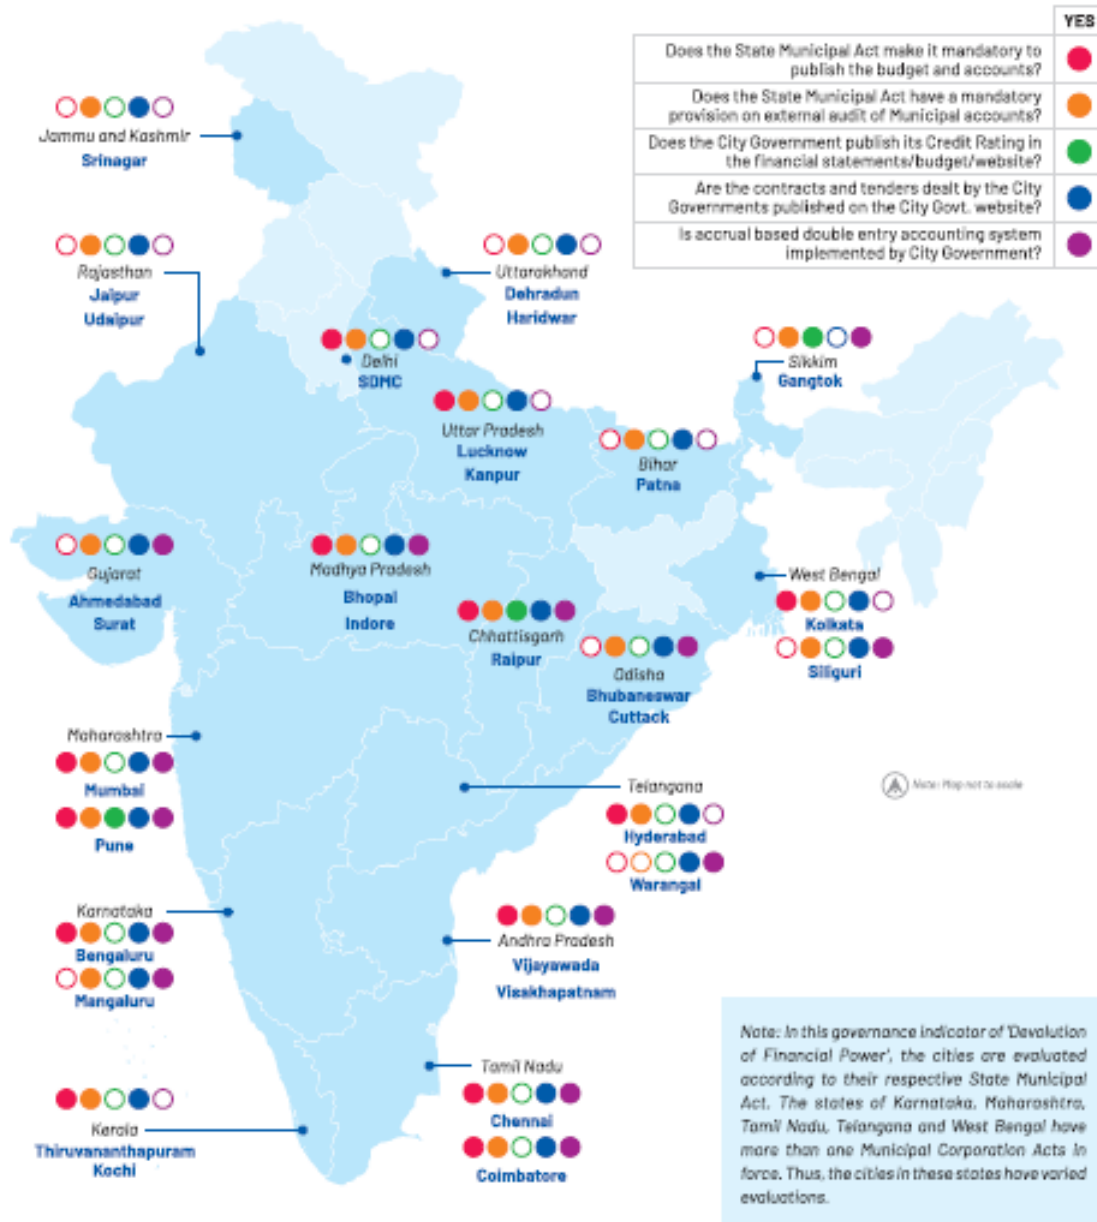 YES
Does the State Municipal Act make it mandatory to
publish the budget and accounts?
Does the State Municipal Act have a mandatory
provision on external audit of Municipal accounts?
Does the City Government publish its Credit Rating in
the financial statements/budget/website?
Are the contracts and tenders dealt by the City
Governments published on the City Govt. website?
Is accrual based double entry accounting system
implemented by City Government?
Jammu and Kashmir
Srinagar
Rajasthan
Jaipur
Udaipur
Uttarakhand
Dehradun
Haridwar
Delhi
SDMC
Sikkim
Gangtok
Uttar Pradesh
Lucknow
Kanpur
Bihar
Patna
Gujarat
Ahmedabad
Surat
Madhya Pradesh
Bhopal
Indore
Chhattisgarh
Raipur
West Bengal
Kolkata
Siliguri
Odisha
Bhubaneswar
Cuttack
Maharashtra
Mumbai
Pune
Telangana
Hyderabad
Warangal
Note: Map not to scale
Karnataka
Bengaluru
Mangaluru
Andhra Pradesh
Vijayawada
Visakhapatnam
Tamil Nadu
Chennai
Coimbatore
Kerala
Thiruvananthapuram
Kochi
Note: In this governance indicator of 'Devolution
of Financial Power', the cities are evaluated
according to their respective State Municipal
Act. The states of Karnataka, Maharashtra,
Tamil Nadu, Telangana and West Bengal have
more than one Municipal Corporation Acts in
force. Thus, the cities in these states have varied
evaluations.